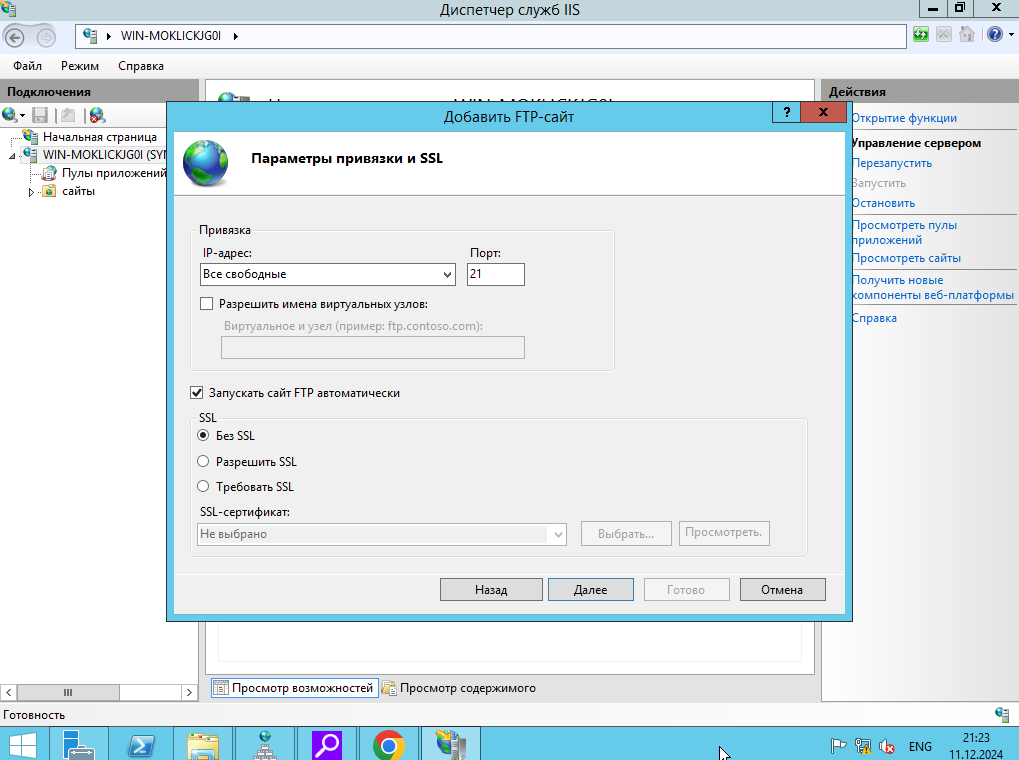 Диспетчер служб IIS
WIN-MOKLICKJG0I
Файл Режим Справка
Подключения
Начальная страница
WIN-MOKLICKJG0I (SYN
Пулы приложений
сайты
Добавить FTP-сайт
?
Параметры привязки и SSL
Привязка
IP-адрес:
Порт:
Все свободные
21
Разрешить имена виртуальных узлов:
Виртуальное и узел (пример: ftp.contoso.com):
Запускать сайт FTP автоматически
SSL
Без SSL
Разрешить SSL
Требовать SSL
SSL-сертификат:
Не выбрано
Выбрать...
Просмотреть.
Назад
Далее
Готово
Отмена
Действия
Открытие функции
Управление сервером
Перезапустить
Запустить
Остановить
Просмотреть пулы
приложений
Просмотреть сайты
Получить новые
компоненты веб-платформы
Справка
Просмотр возможностей
Просмотр содержимого
Готовность
ENG
21:23
11.12.2024